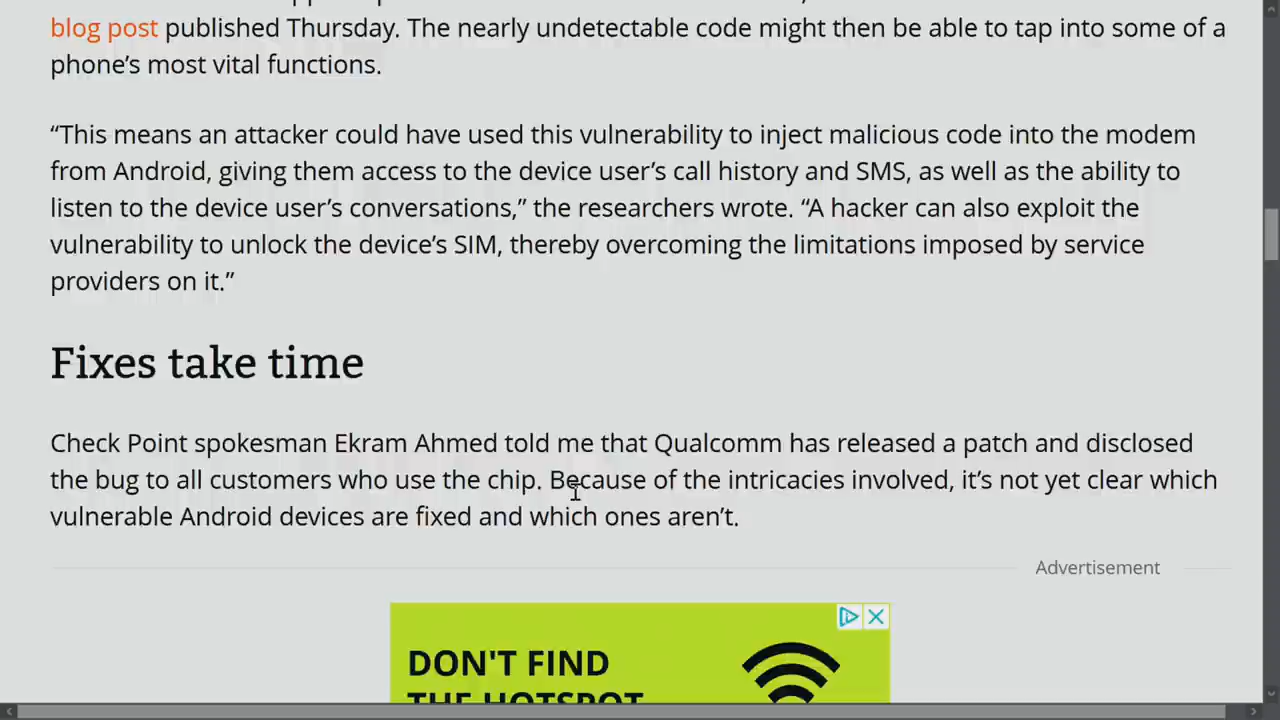 blog post published Thursday. The nearly undetectable code might then be able to tap into some of a
phone’s most vital functions.
“This means an attacker could have used this vulnerability to inject malicious code into the modem
from Android, giving them access to the device user’s call history and SMS, as well as the ability to
listen to the device user’s conversations,” the researchers wrote. “A hacker can also exploit the
vulnerability to unlock the device’s SIM, thereby overcoming the limitations imposed by service
providers on it.”
Fixes take time
Check Point spokesman Ekram Ahmed told me that Qualcomm has released a patch and disclosed
the bug to all customers who use the chip. Because of the intricacies involved, it’s not yet clear which
vulnerable Android devices are fixed and which ones aren’t.
Advertisement
DON'T FIND
THE HOTSPOT